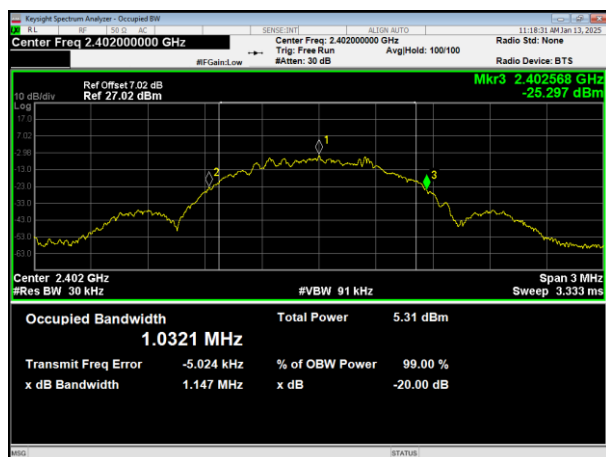 Keysight Spectrum Analyzer - Occupied BW
RL RF 50 Ω AC SENSE:INT ALIGN AUTO 11:18:31 AM Jan 13, 2025
Center Freq 2.402000000 GHz Center Freq: 2.402000000 GHz Radio Std: None
Trig: Free Run Avg|Hold: 100/100
#IFGain:Low #Atten: 30 dB Radio Device: BTS
Mkr3 2.402568 GHz
Ref Offset 7.02 dB
10 dB/div Ref 27.02 dBm -25.297 dBm
Log
17.0
7.02
1
-2.98
-13.0
2 3
-23.0
-33.0
-43.0
-53.0
-63.0
Center 2.402 GHz Span 3 MHz
#Res BW 30 kHz #VBW 91 kHz Sweep 3.333 ms
Occupied Bandwidth Total Power 5.31 dBm
1.0321 MHz
Transmit Freq Error -5.024 kHz % of OBW Power 99.00 %
x dB Bandwidth 1.147 MHz x dB -20.00 dB
MSG STATUS